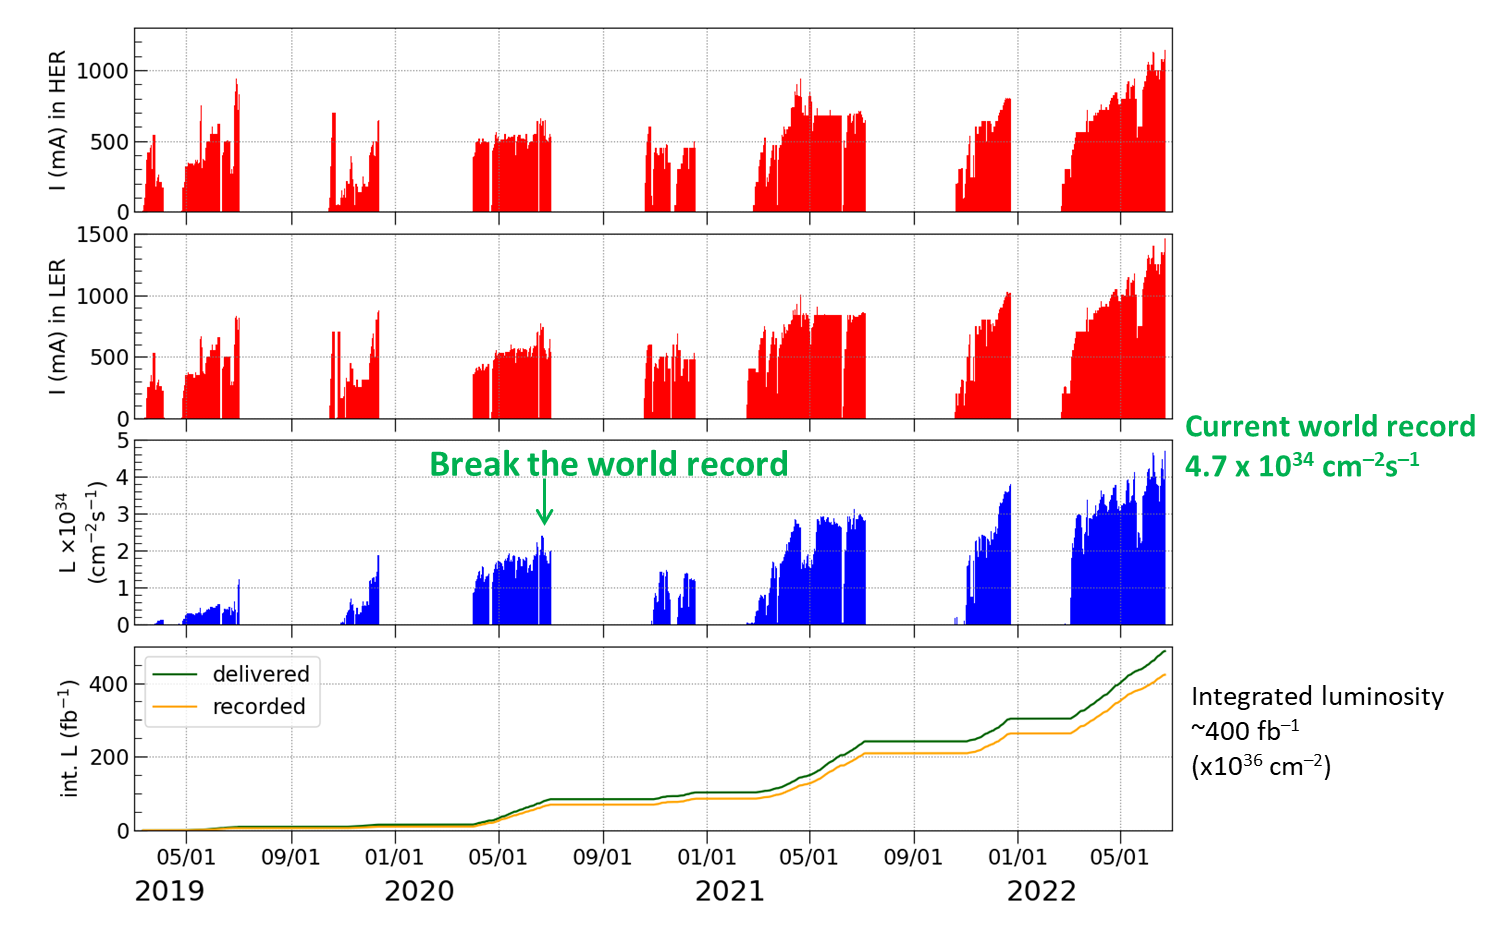 I (mA) in HER
1000
500
0
I (mA) in LER
1500
1000
500
0
L ×10³⁴
(cm⁻²s⁻¹)
5
4
3
2
1
0
Break the world record
Current world record
4.7 x 10³⁴ cm⁻²s⁻¹
int. L (fb⁻¹)
400
200
0
delivered
recorded
Integrated luminosity
~400 fb⁻¹
(x10³⁶ cm⁻²)
05/01 09/01 01/01 05/01 09/01 01/01 05/01 09/01 01/01 05/01
2019 2020 2021 2022